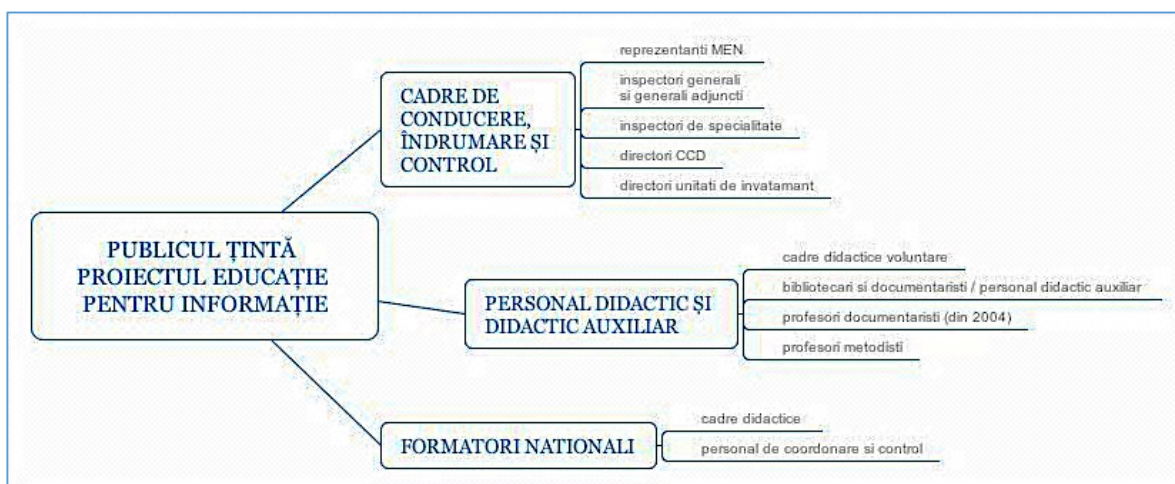 reprezentanti MEN
inspectori generali
si generali adjuncti
inspectori de specialitate
directori CCD
directori unitati de invatamant
CADRE DE
CONDUCERE,
ÎNDRUMARE ȘI
CONTROL
PUBLICUL ȚINTĂ
PROIECTUL EDUCAȚIE
PENTRU INFORMAȚIE
cadre didactice voluntare
bibliotecari si documentaristi / personal didactic auxiliar
profesori documentaristi (din 2004)
profesori metodisti
PERSONAL DIDACTIC ȘI
DIDACTIC AUXILIAR
cadre didactice
personal de coordonare si control
FORMATORI NATIONALI